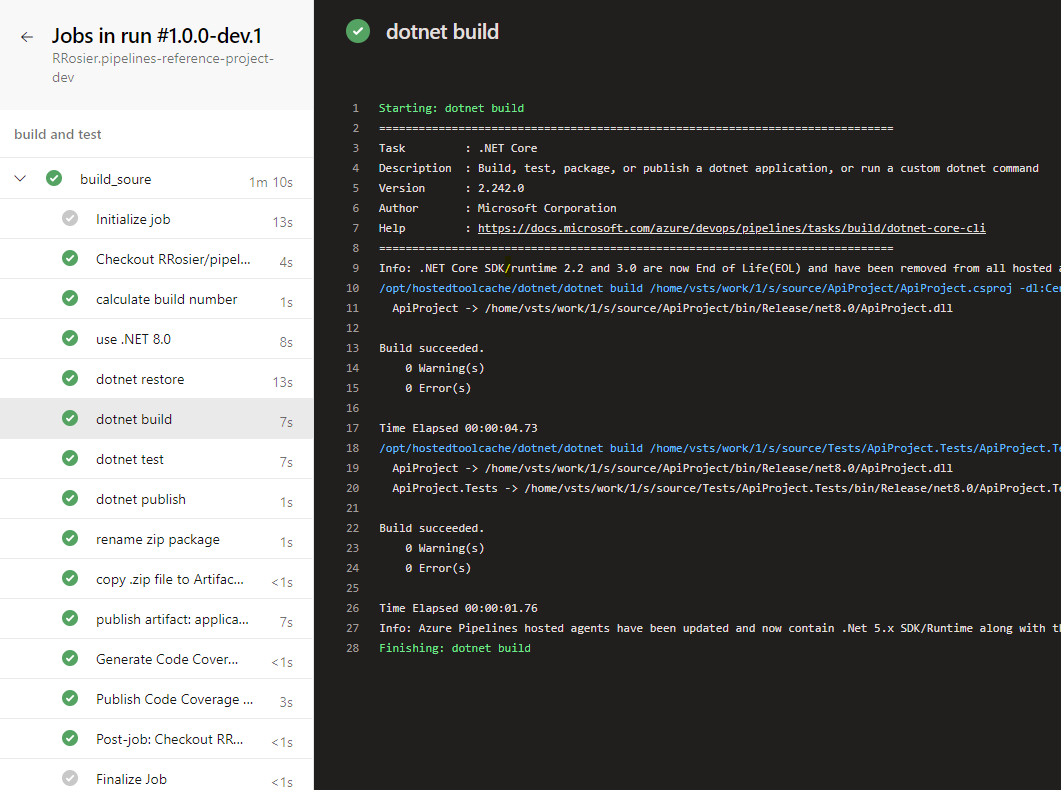 Jobs in run #1.0.0-dev.1
RRosier.pipelines-reference-project-
dev
build and test
build_soure 1m 10s
Initialize job 13s
Checkout RRosier/pipel... 4s
calculate build number 1s
use .NET 8.0 8s
dotnet restore 13s
dotnet build 7s
dotnet test 7s
dotnet publish 1s
rename zip package 1s
copy .zip file to Artifac... <1s
publish artifact: applica... 7s
Generate Code Cover... <1s
Publish Code Coverage ... 3s
Post-job: Checkout RR... <1s
Finalize Job <1s
dotnet build
1 Starting: dotnet build
2 ==============================================================================
3 Task : .NET Core
4 Description : Build, test, package, or publish a dotnet application, or run a custom dotnet command
5 Version : 2.242.0
6 Author : Microsoft Corporation
7 Help : https://docs.microsoft.com/azure/devops/pipelines/tasks/build/dotnet-core-cli
8 ==============================================================================
9 Info: .NET Core SDK/runtime 2.2 and 3.0 are now End of Life(EOL) and have been removed from all hosted
10 /opt/hostedtoolcache/dotnet/dotnet build /home/vsts/work/1/s/source/ApiProject/ApiProject.csproj -dl:Cen
11 ApiProject -> /home/vsts/work/1/s/source/ApiProject/bin/Release/net8.0/ApiProject.dll
12
13 Build succeeded.
14 0 Warning(s)
15 0 Error(s)
16
17 Time Elapsed 00:00:04.73
18 /opt/hostedtoolcache/dotnet/dotnet build /home/vsts/work/1/s/source/Tests/ApiProject.Tests/ApiProject.Te
19 ApiProject -> /home/vsts/work/1/s/source/ApiProject/bin/Release/net8.0/ApiProject.dll
20 ApiProject.Tests -> /home/vsts/work/1/s/source/Tests/ApiProject.Tests/bin/Release/net8.0/ApiProject.Te
21
22 Build succeeded.
23 0 Warning(s)
24 0 Error(s)
25
26 Time Elapsed 00:00:01.76
27 Info: Azure Pipelines hosted agents have been updated and now contain .Net 5.x SDK/Runtime along with
28 Finishing: dotnet build